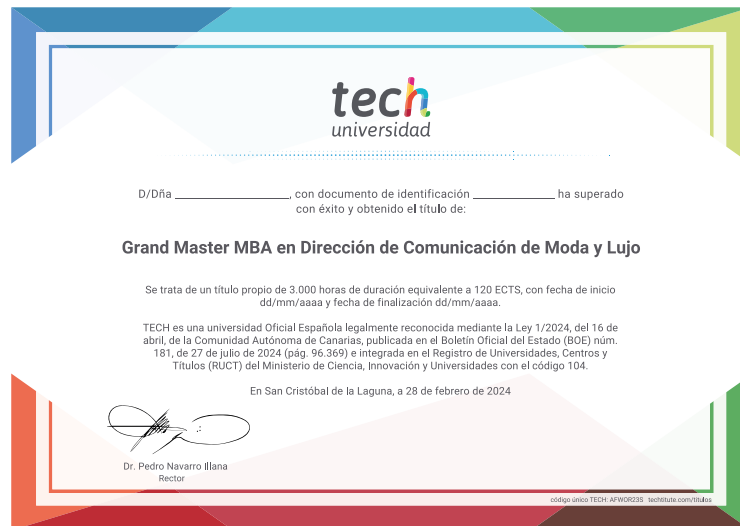 tech
universidad
D/Dña ______________, con documento de identificación ______________ ha superado
con éxito y obtenido el título de:
Grand Master MBA en Dirección de Comunicación de Moda y Lujo
Se trata de un título propio de 3.000 horas de duración equivalente a 120 ECTS, con fecha de inicio
dd/mm/aaaa y fecha de finalización dd/mm/aaaa.
TECH es una universidad Oficial Española legalmente reconocida mediante la Ley 1/2024, del 16 de
abril, de la Comunidad Autónoma de Canarias, publicada en el Boletín Oficial del Estado (BOE) núm.
181, de 27 de julio de 2024 (pág. 96.369) e integrada en el Registro de Universidades, Centros y
Títulos (RUCT) del Ministerio de Ciencia, Innovación y Universidades con el código 104.
En San Cristóbal de la Laguna, a 28 de febrero de 2024
Dr. Pedro Navarro Illana
Rector
código único TECH: AFWOR23S techtitute.com/titulos